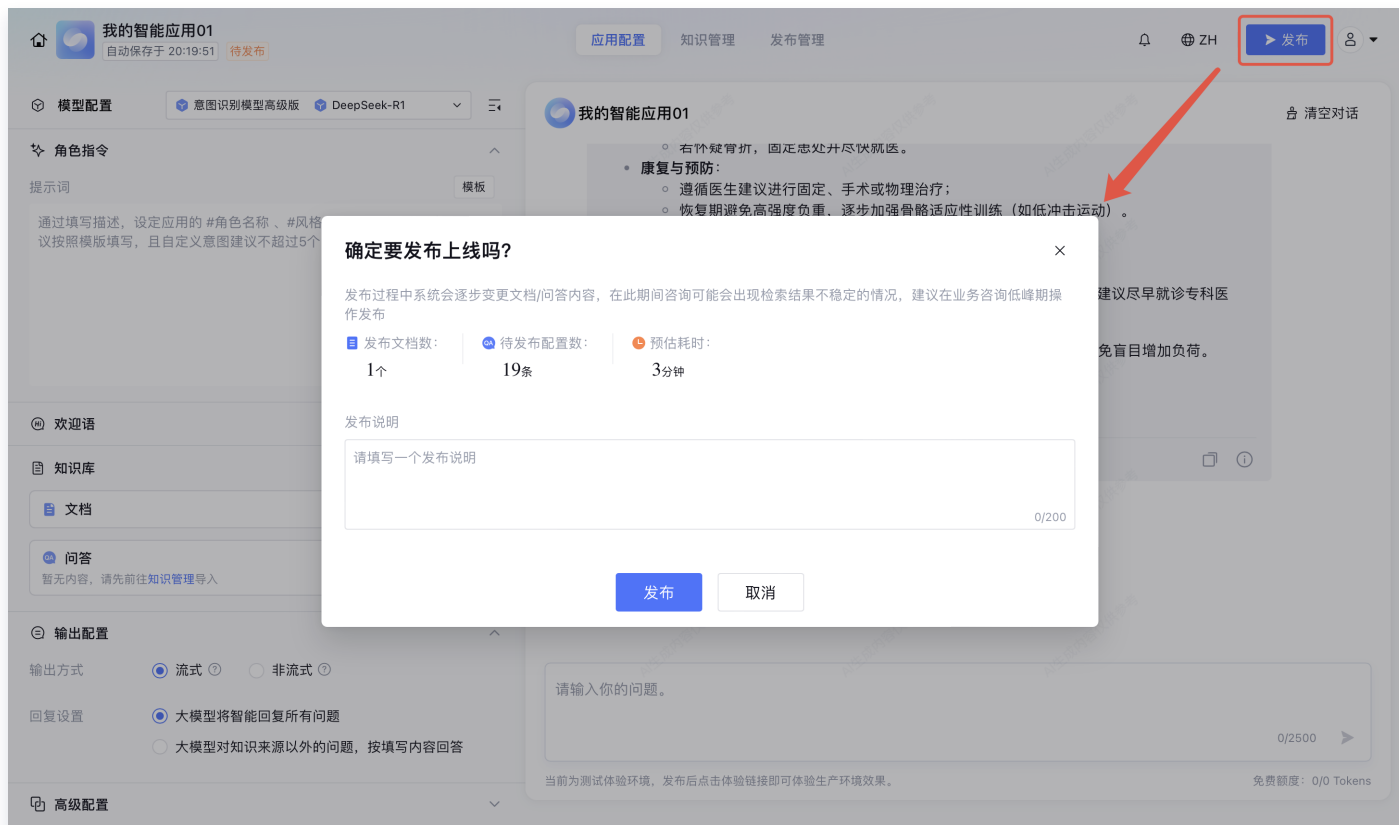 我的智能应用01
自动保存于 20:19:51 待发布
应用配置 知识管理 发布管理
ZH
发布
模型配置 意图识别模型高级版 DeepSeek-R1
角色指令
提示词 模板
通过填写描述，设定应用的 #角色名称 、#风格
议按照模版填写，且自定义意图建议不超过5个
欢迎语
知识库
文档
QA 问答
暂无内容，请先前往知识管理导入
输出配置
输出方式 流式 ? 非流式 ?
回复设置 大模型将智能回复所有问题
大模型对知识来源以外的问题，按填写内容回答
高级配置
我的智能应用01 清空对话
若怀疑骨折，固定患处并尽快就医。
康复与预防：
遵循医生建议进行固定、手术或物理治疗；
恢复期避免高强度负重，逐步加强骨骼适应性训练（如低冲击运动）。
建议尽早就诊专科医
免盲目增加负荷。
确定要发布上线吗?
发布过程中系统会逐步变更文档/问答内容，在此期间咨询可能会出现检索结果不稳定的情况，建议在业务咨询低峰期操
作发布
发布文档数： QA 待发布配置数： 预估耗时：
1个 19条 3分钟
发布说明
请填写一个发布说明
0/200
发布 取消
请输入你的问题。
0/2500
当前为测试体验环境，发布后点击体验链接即可体验生产环境效果。 免费额度：0/0 Tokens